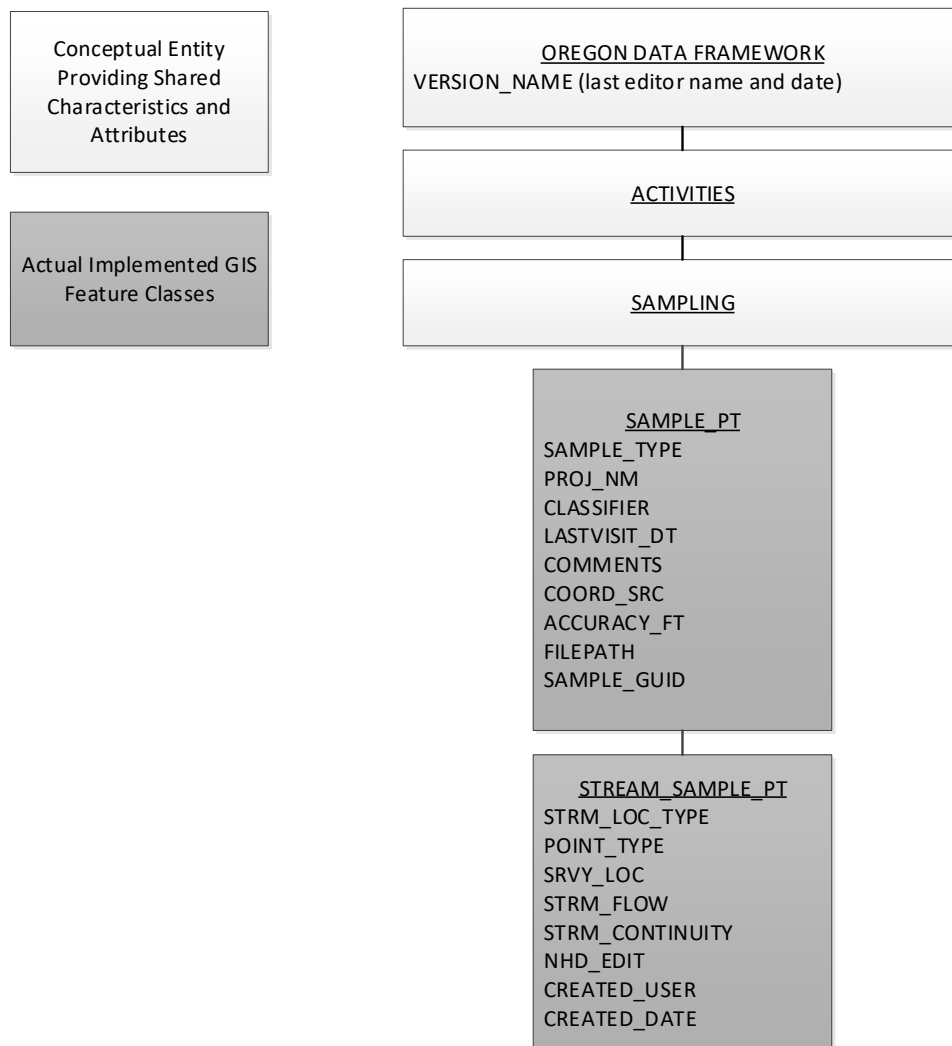 Conceptual Entity
Providing Shared
Characteristics and
Attributes
Actual Implemented GIS
Feature Classes
OREGON DATA FRAMEWORK
VERSION_NAME (last editor name and date)
ACTIVITIES
SAMPLING
SAMPLE_PT
SAMPLE_TYPE
PROJ_NM
CLASSIFIER
LASTVISIT_DT
COMMENTS
COORD_SRC
ACCURACY_FT
FILEPATH
SAMPLE_GUID
STREAM_SAMPLE_PT
STRM_LOC_TYPE
POINT_TYPE
SRVY_LOC
STRM_FLOW
STRM_CONTINUITY
NHD_EDIT
CREATED_USER
CREATED_DATE